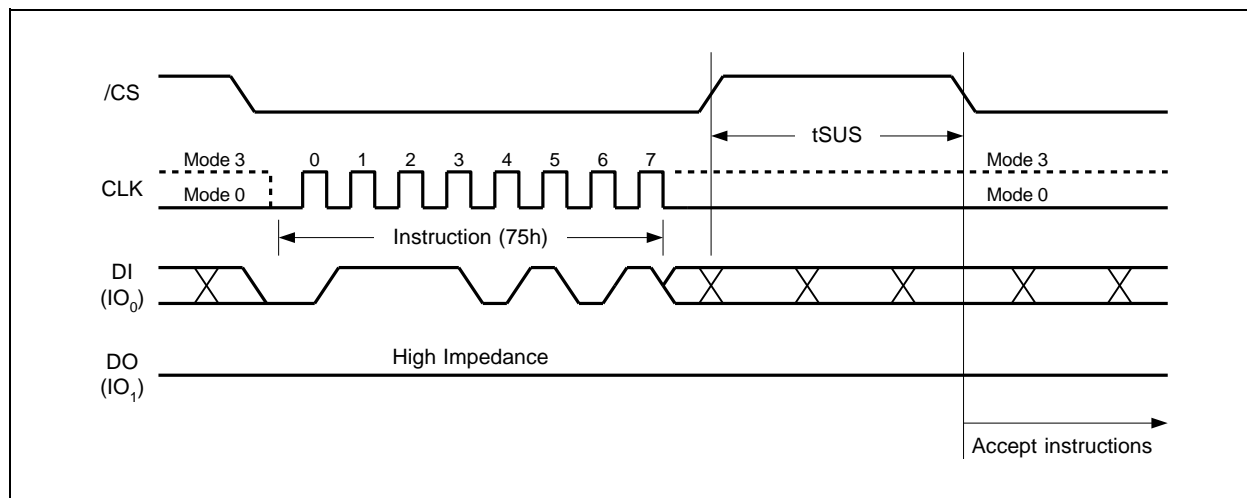 /CS
tSUS
Mode 3 0 1 2 3 4 5 6 7 Mode 3
CLK
Mode 0 Mode 0
Instruction (75h)
DI
(IO0)
High Impedance
DO
(IO1)
Accept instructions